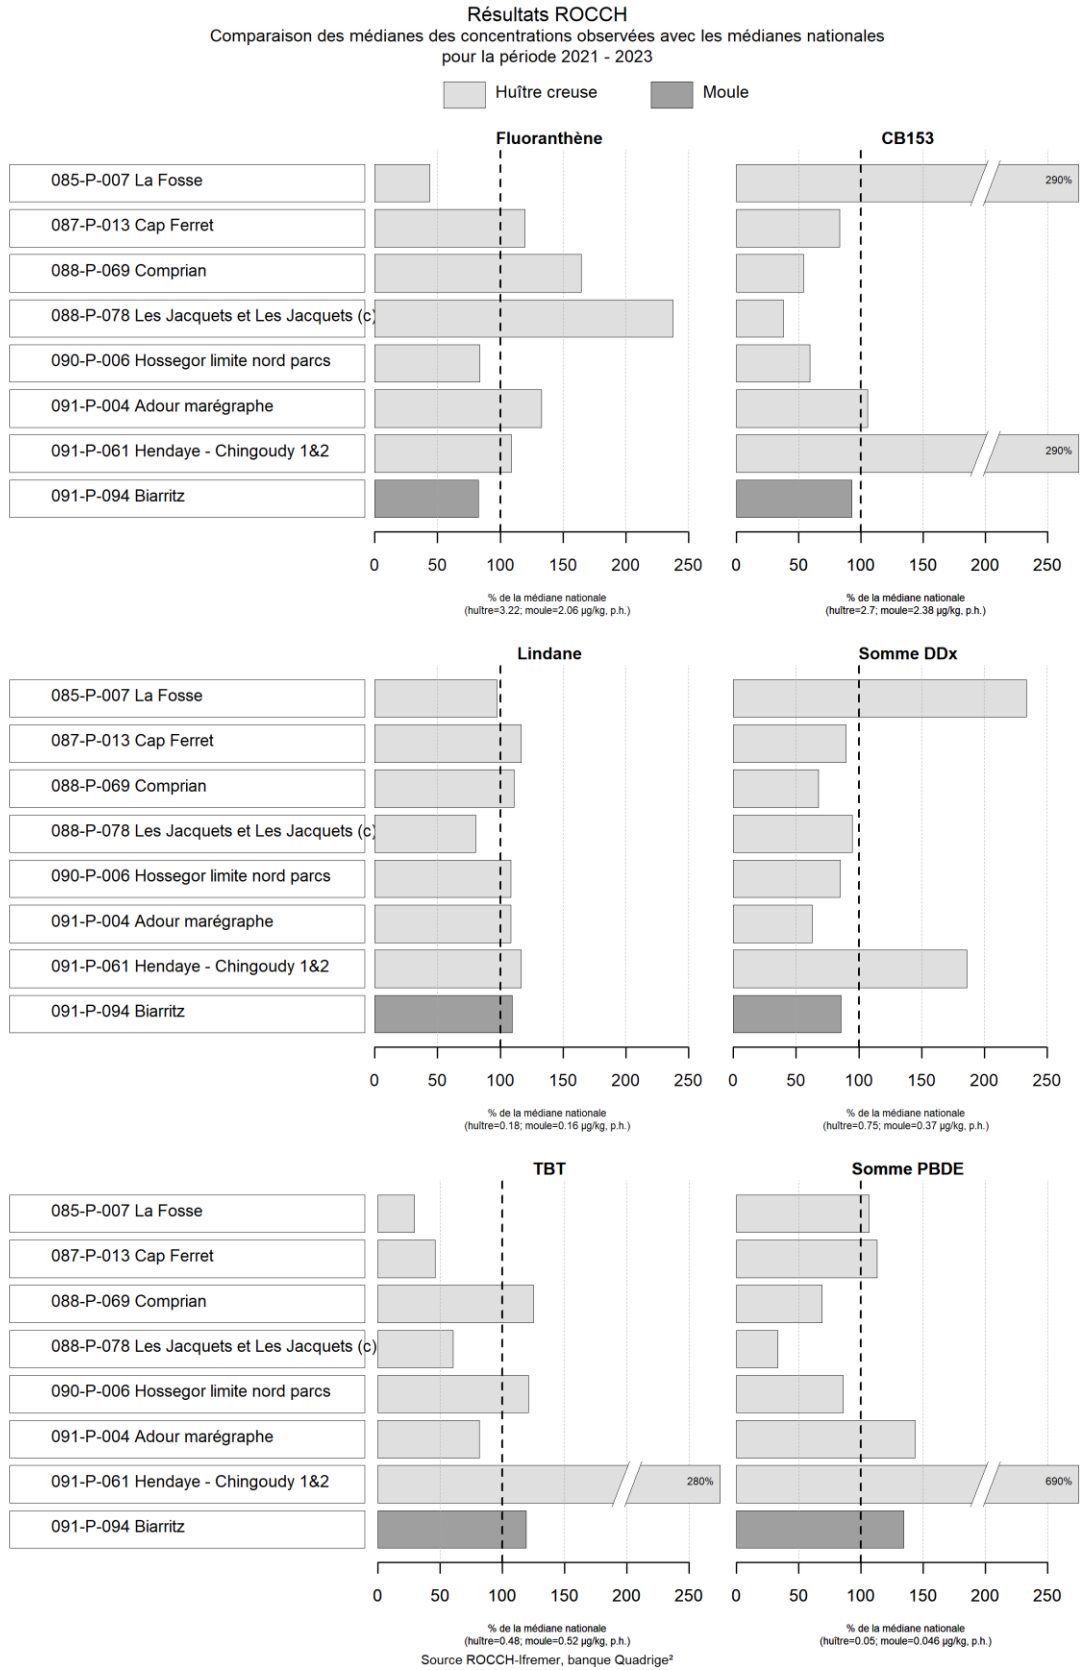 Résultats ROCCH
Comparaison des médianes des concentrations observées avec les médianes nationales
pour la période 2021 - 2023
Huître creuse Moule
Fluoranthène CB153
085-P-007 La Fosse 290%
087-P-013 Cap Ferret
088-P-069 Comprian
088-P-078 Les Jacquets et Les Jacquets (c)
090-P-006 Hossegor limite nord parcs
091-P-004 Adour marégraphe
091-P-061 Hendaye - Chingoudy 1&2 290%
091-P-094 Biarritz
0 50 100 150 200 250 0 50 100 150 200 250
% de la médiane nationale % de la médiane nationale
(huître=3.22; moule=2.06 µg/kg, p.h.) (huître=2.7; moule=2.38 µg/kg, p.h.)
Lindane Somme DDx
085-P-007 La Fosse
087-P-013 Cap Ferret
088-P-069 Comprian
088-P-078 Les Jacquets et Les Jacquets (c)
090-P-006 Hossegor limite nord parcs
091-P-004 Adour marégraphe
091-P-061 Hendaye - Chingoudy 1&2
091-P-094 Biarritz
0 50 100 150 200 250 0 50 100 150 200 250
% de la médiane nationale % de la médiane nationale
(huître=0.18; moule=0.16 µg/kg, p.h.) (huître=0.75; moule=0.37 µg/kg, p.h.)
TBT Somme PBDE
085-P-007 La Fosse
087-P-013 Cap Ferret
088-P-069 Comprian
088-P-078 Les Jacquets et Les Jacquets (c)
090-P-006 Hossegor limite nord parcs
091-P-004 Adour marégraphe
091-P-061 Hendaye - Chingoudy 1&2 280% 690%
091-P-094 Biarritz
0 50 100 150 200 250 0 50 100 150 200 250
% de la médiane nationale % de la médiane nationale
(huître=0.48; moule=0.52 µg/kg, p.h.) (huître=0.05; moule=0.046 µg/kg, p.h.)
Source ROCCH-Ifremer, banque Quadrige²